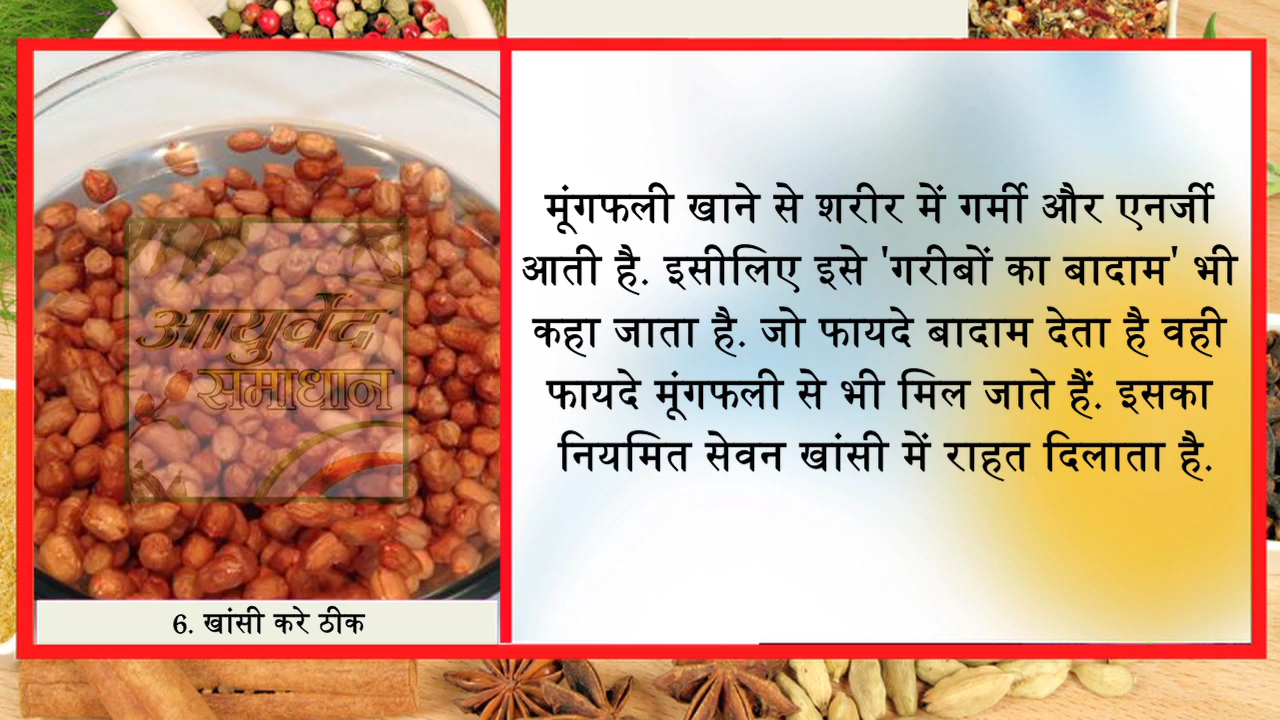 आयुर्वेद
समाधान
6. खांसी करे ठीक
मूंगफली खाने से शरीर में गर्मी और एनर्जी
आती है. इसीलिए इसे 'गरीबों का बादाम' भी
कहा जाता है. जो फायदे बादाम देता है वही
फायदे मूंगफली से भी मिल जाते हैं. इसका
नियमित सेवन खांसी में राहत दिलाता है.